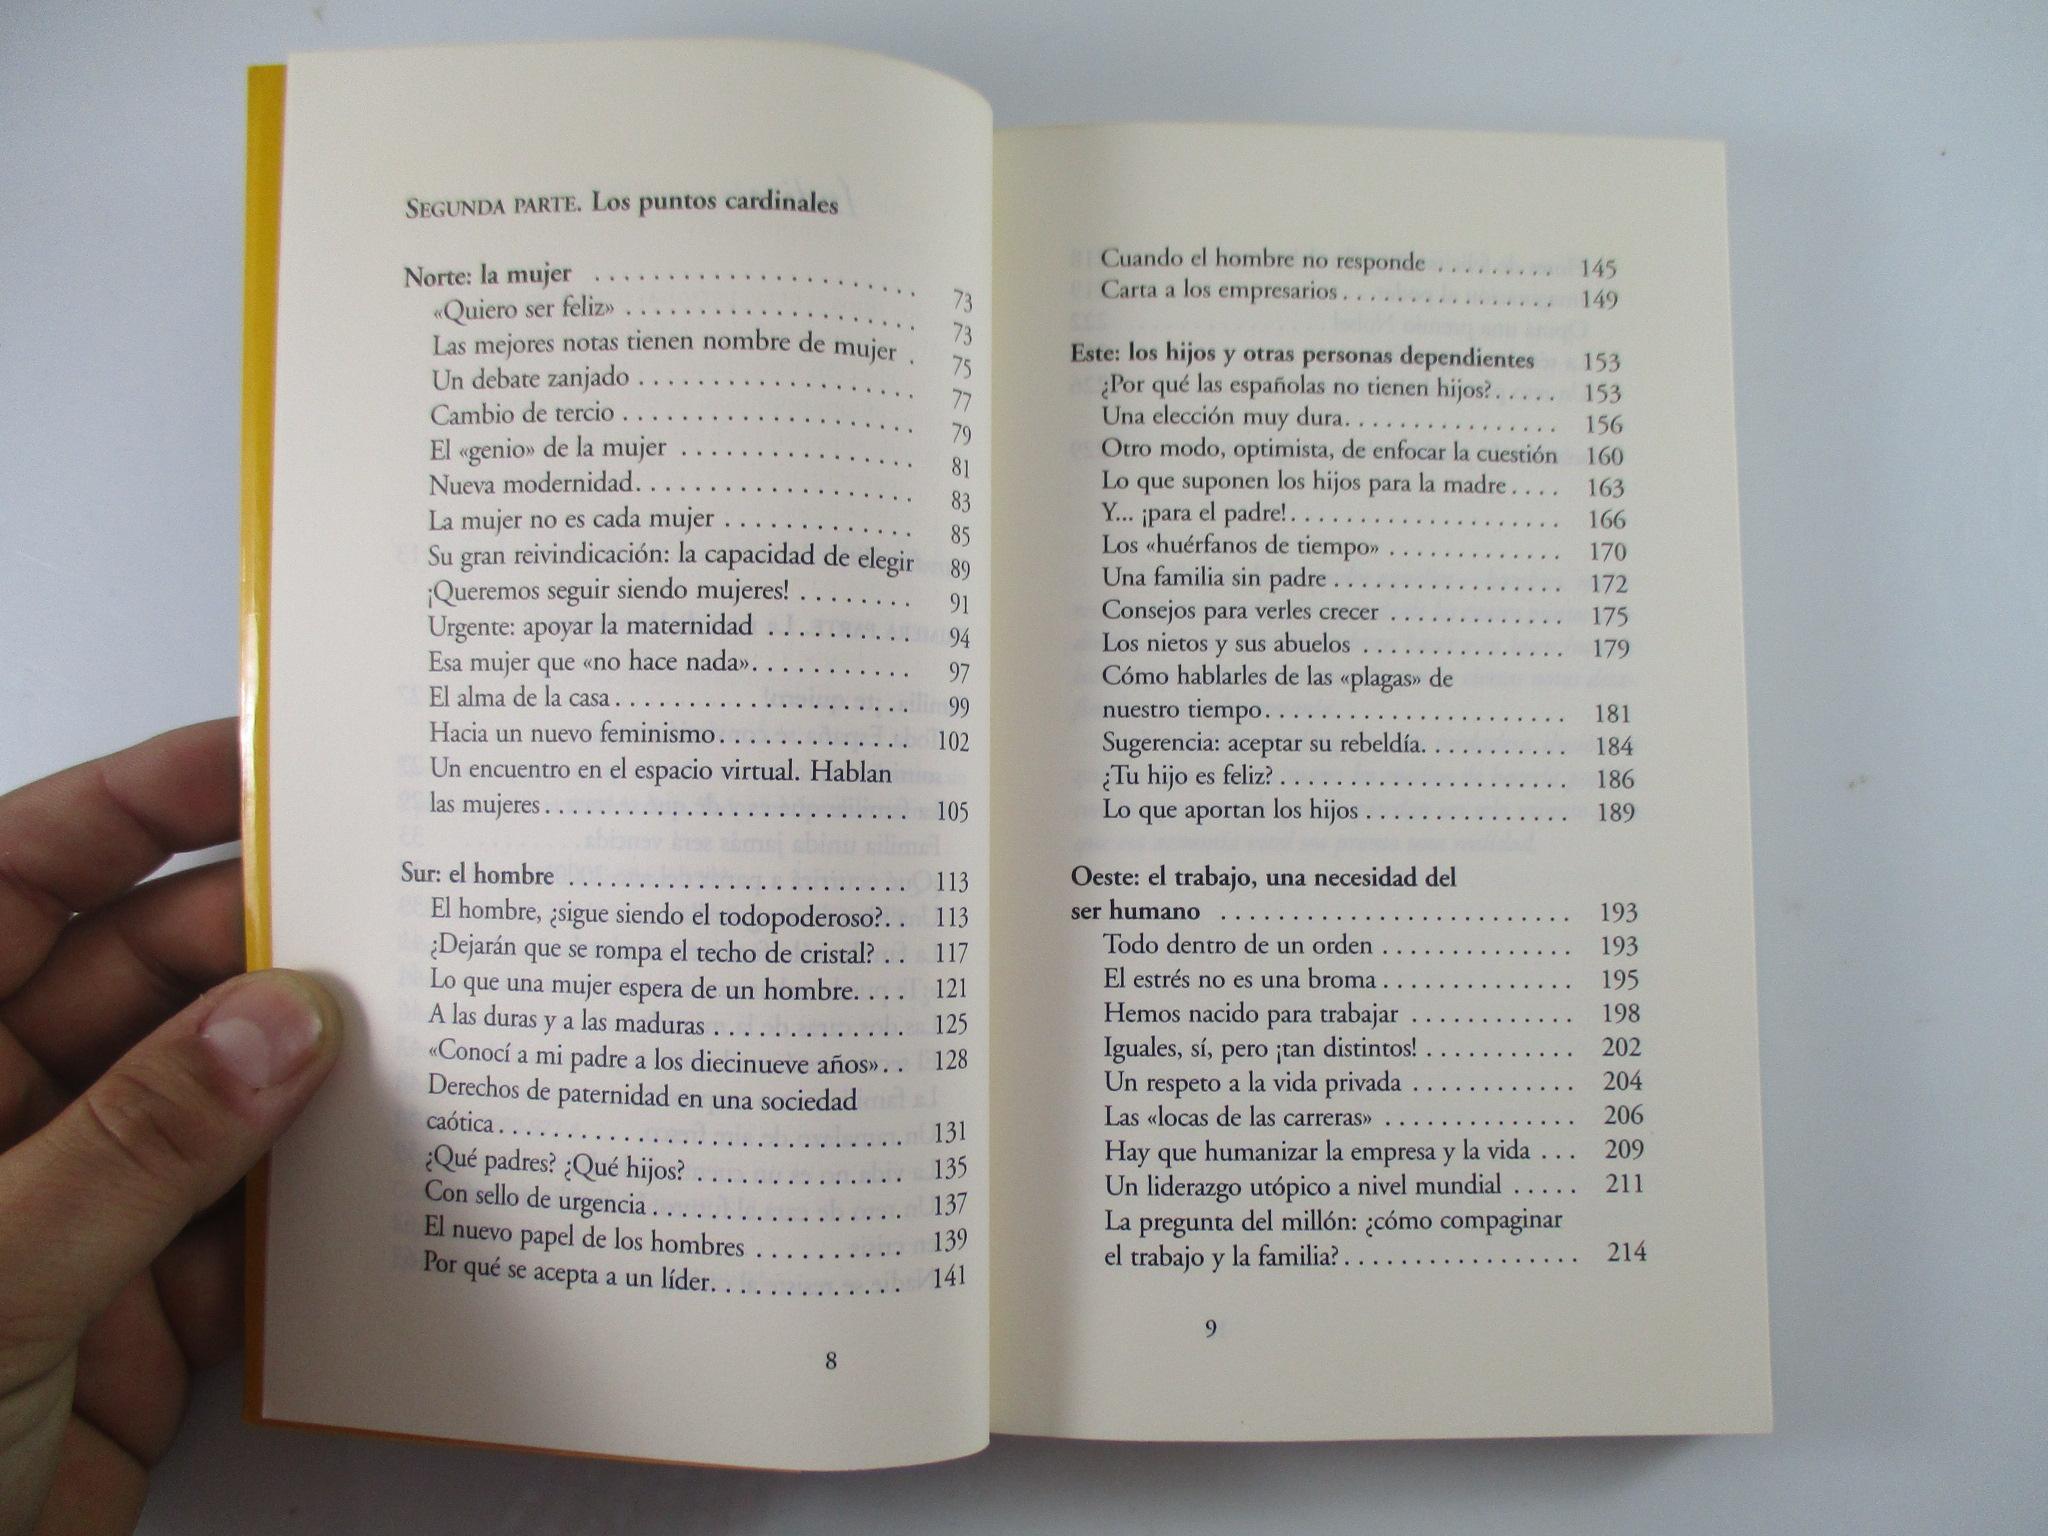 SEGUNDA PARTE. Los puntos cardinales
Norte: la mujer . . . . . . . . . . . . . . . . . . . . 73
«Quiero ser feliz» . . . . . . . . . . . . . . . . . . 73
Las mejores notas tienen nombre de mujer . 75
Un debate zanjado . . . . . . . . . . . . . . . . . 77
Cambio de tercio . . . . . . . . . . . . . . . . . . 79
El «genio» de la mujer . . . . . . . . . . . . . . 81
Nueva modernidad. . . . . . . . . . . . . . . . . 83
La mujer no es cada mujer . . . . . . . . . . . . 85
Su gran reivindicación: la capacidad de elegir 89
¡Queremos seguir siendo mujeres! . . . . . . . 91
Urgente: apoyar la maternidad . . . . . . . . . 94
Esa mujer que «no hace nada». . . . . . . . . . 97
El alma de la casa . . . . . . . . . . . . . . . . . . 99
Hacia un nuevo feminismo. . . . . . . . . . . . 102
Un encuentro en el espacio virtual. Hablan
las mujeres . . . . . . . . . . . . . . . . . . . . . . 105
Sur: el hombre . . . . . . . . . . . . . . . . . . . . 113
El hombre, ¿sigue siendo el todopoderoso?. . 113
¿Dejarán que se rompa el techo de cristal? . . 117
Lo que una mujer espera de un hombre. . . . 121
A las duras y a las maduras . . . . . . . . . . . . 125
«Conocí a mi padre a los diecinueve años». . 128
Derechos de paternidad en una sociedad
caótica . . . . . . . . . . . . . . . . . . . . . . . . . 131
¿Qué padres? ¿Qué hijos? . . . . . . . . . . . . . 135
Con sello de urgencia . . . . . . . . . . . . . . . 137
El nuevo papel de los hombres . . . . . . . . . 139
Por qué se acepta a un líder. . . . . . . . . . . . 141
8
Cuando el hombre no responde . . . . . . . . . 145
Carta a los empresarios . . . . . . . . . . . . . . . 149
Este: los hijos y otras personas dependientes 153
¿Por qué las españolas no tienen hijos?. . . . . 153
Una elección muy dura. . . . . . . . . . . . . . . 156
Otro modo, optimista, de enfocar la cuestión 160
Lo que suponen los hijos para la madre . . . . 163
Y... ¡para el padre! . . . . . . . . . . . . . . . . . . 166
Los «huérfanos de tiempo» . . . . . . . . . . . . 170
Una familia sin padre . . . . . . . . . . . . . . . . 172
Consejos para verles crecer . . . . . . . . . . . . 175
Los nietos y sus abuelos . . . . . . . . . . . . . . 179
Cómo hablarles de las «plagas» de
nuestro tiempo. . . . . . . . . . . . . . . . . . . . 181
Sugerencia: aceptar su rebeldía. . . . . . . . . . 184
¿Tu hijo es feliz? . . . . . . . . . . . . . . . . . . . 186
Lo que aportan los hijos . . . . . . . . . . . . . . 189
Oeste: el trabajo, una necesidad del
ser humano . . . . . . . . . . . . . . . . . . . . . . 193
Todo dentro de un orden . . . . . . . . . . . . . 193
El estrés no es una broma . . . . . . . . . . . . . 195
Hemos nacido para trabajar . . . . . . . . . . . 198
Iguales, sí, pero ¡tan distintos! . . . . . . . . . . 202
Un respeto a la vida privada . . . . . . . . . . . 204
Las «locas de las carreras» . . . . . . . . . . . . . 206
Hay que humanizar la empresa y la vida . . . 209
Un liderazgo utópico a nivel mundial . . . . . 211
La pregunta del millón: ¿cómo compaginar
el trabajo y la familia? . . . . . . . . . . . . . . . . 214
9